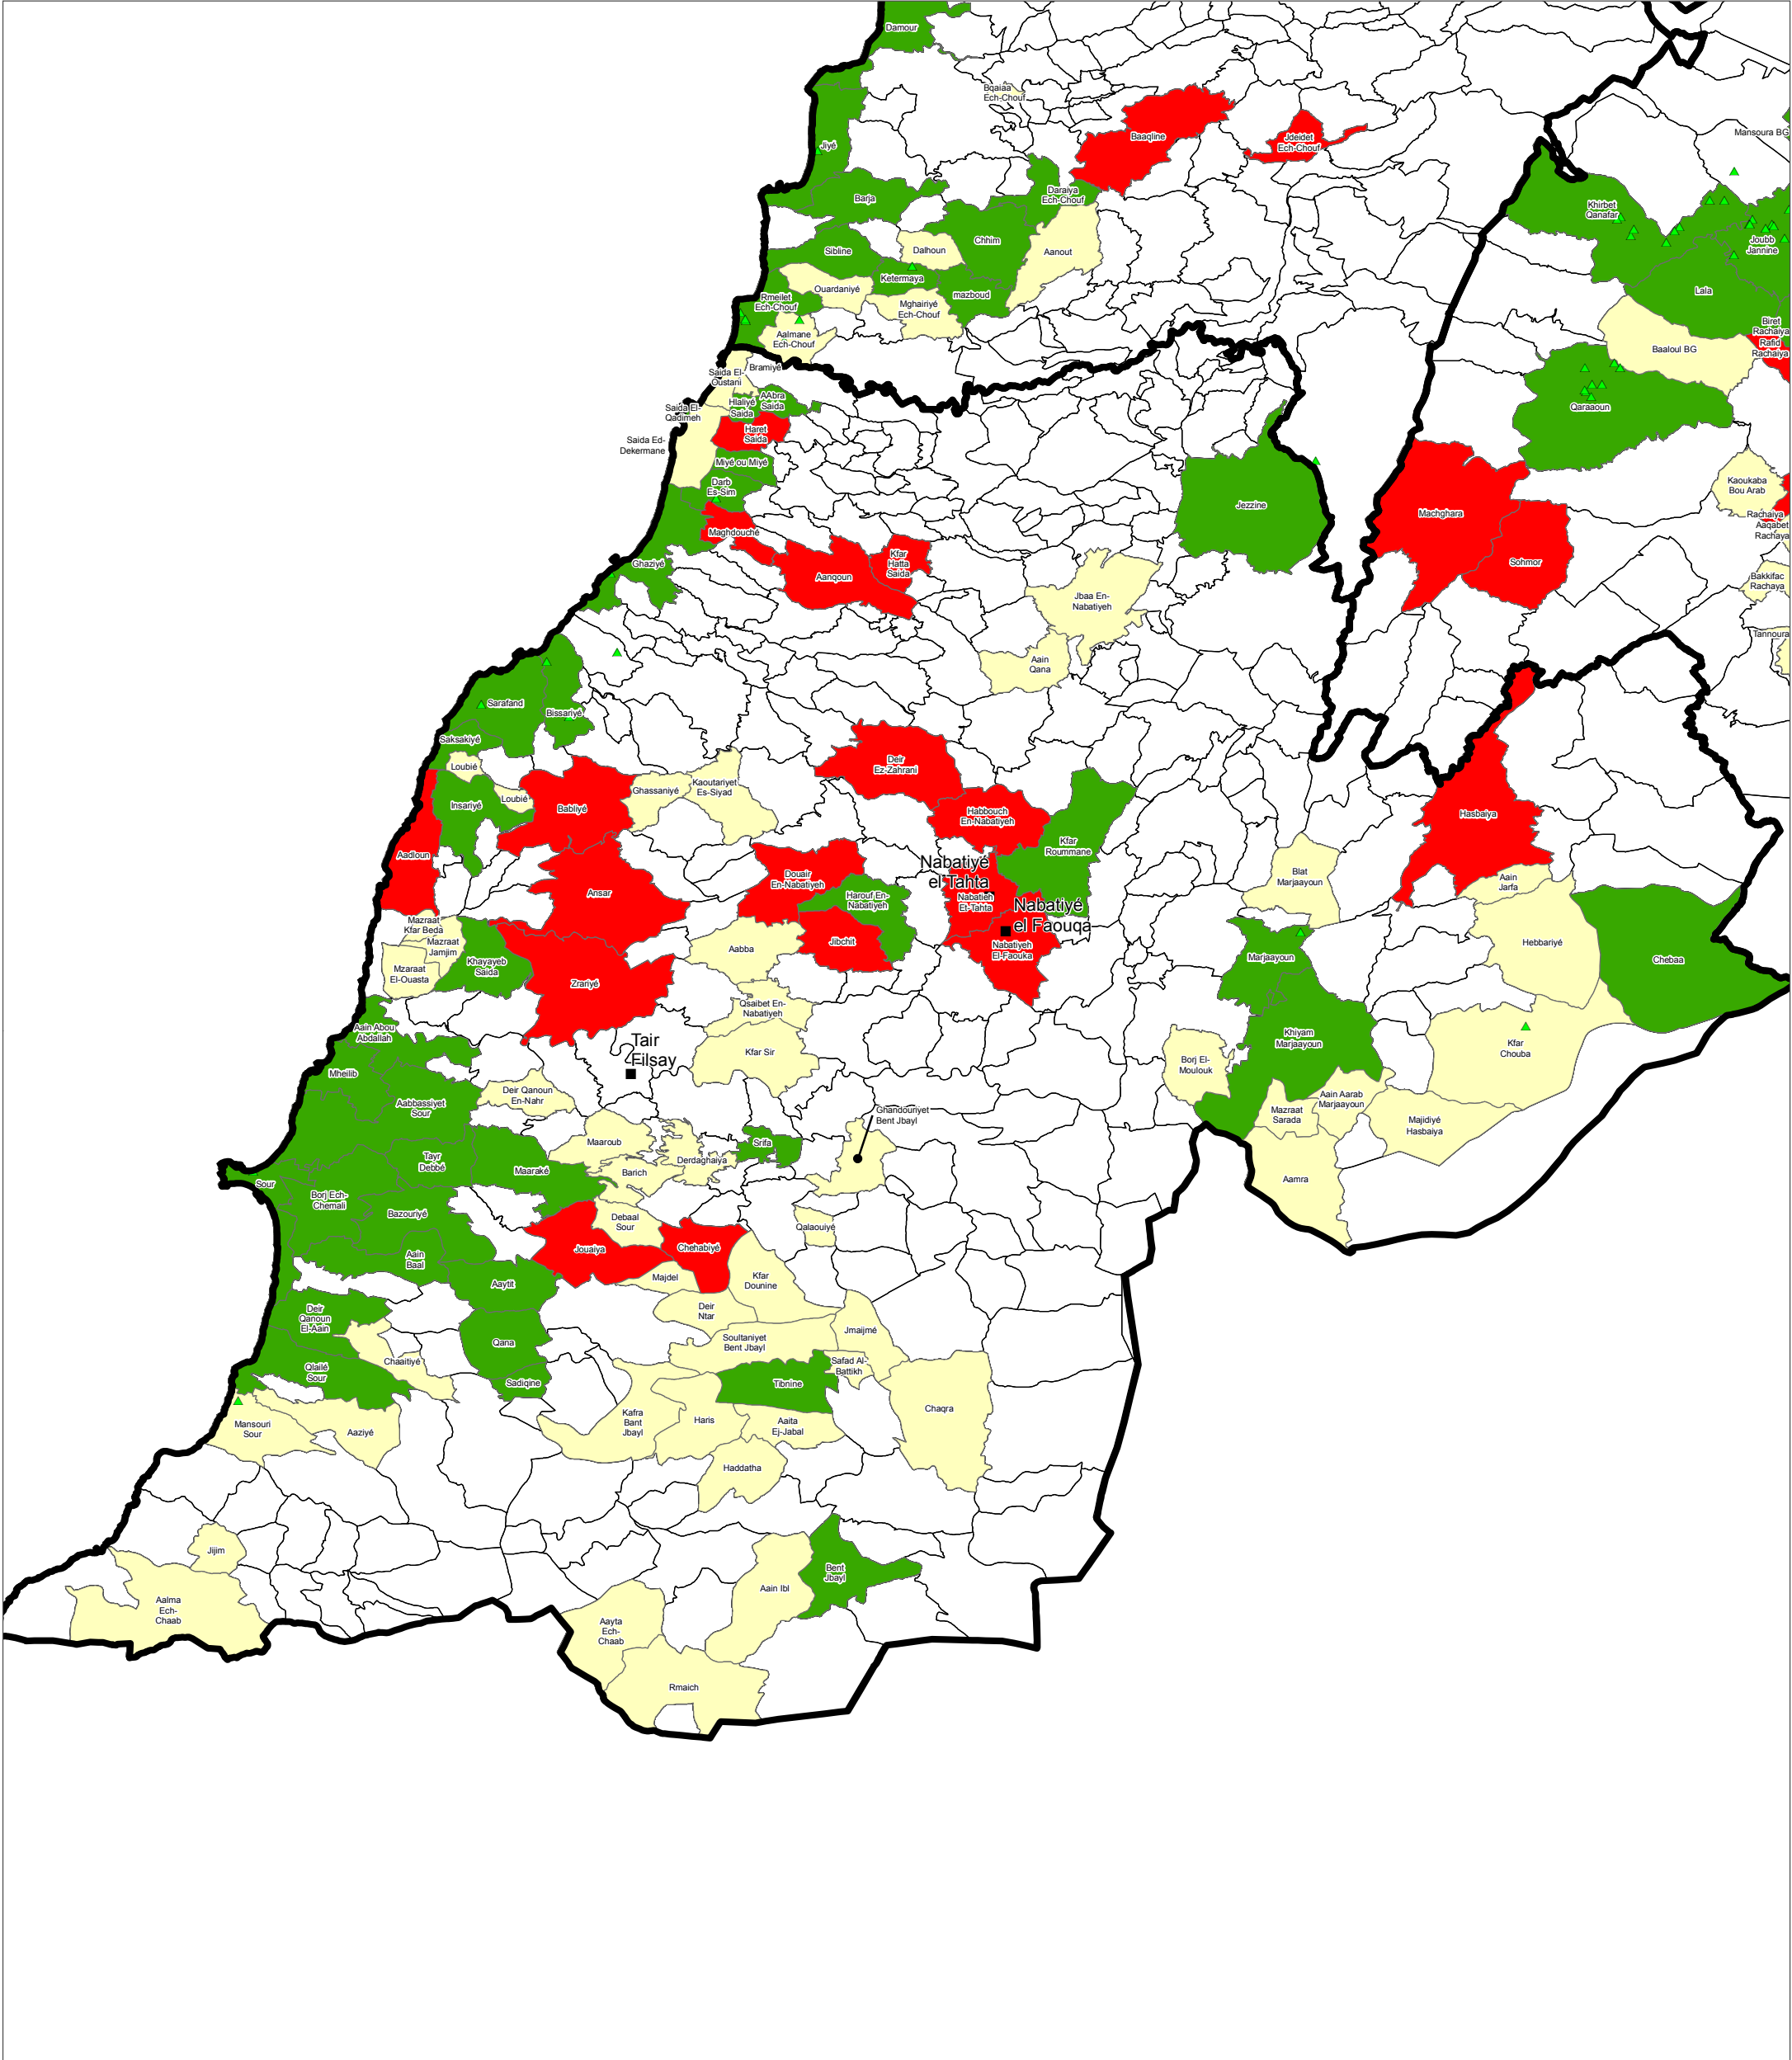 Damour
Bqaiaa
Ech-Chouf
Baaqline
Jdeidet
Ech-Chouf
Mansoura BG
Jiyé
Daraiya
Ech-Chouf
Barja
Khirbet
Qanafar
Chhim
Joubb
Jannine
Sibline
Dalhoun
Aanout
Ketermaya
Ouardaniyé
mazboud
Lala
Rmeilet
Ech-Chouf
Mghairiyé
Ech-Chouf
Aalmane
Ech-Chouf
Biret
Rachaiya
Rafid
Rachaiya
Baaloul BG
Bramiyé
Saida El-
Oustani
Hlaliyé
Saida
AAbra
Saida
Saida El-
Qadimeh
Qaraaoun
Haret
Saida
Saida Ed-
Dekermane
Miyé ou Miyé
Darb
Es-Sim
Kaoukaba
Bou Arab
Jezzine
Machghara
Rachaiya
Aaqabet
Rachaya
Maghdouché
Ghaziyé
Aanqoun
Kfar
Hatta
Saida
Sohmor
Bakkifac
Rachaya
Jbaa En-
Nabatiyeh
Tannoura
Aain
Qana
Sarafand
Bissariyé
Saksakiyé
Loubié
Deir
Ez-Zahrani
Kaoutariyet
Es-Siyad
Ghassaniyé
Loubié
Insariyé
Babliyé
Habbouch
En-Nabatiyeh
Hasbaiya
Kfar
Roummane
Aadloun
Nabatiyé
el Tahta
Douair
En-Nabatiyeh
Blat
Marjaayoun
Aain
Jarfa
Ansar
Harouf En-
Nabatiyeh
Nabatieh
Et-Tahta
Nabatiyé
el Faouqa
Mazraat
Kfar Beda
Mazraat
Jamjim
Aabba
Jibchit
Nabatiyeh
El-Faouka
Hebbariyé
Marjaayoun
Chebaa
Khayayeb
Saida
Mzaraat
El-Ouasta
Zrariyé
Qsaibet En-
Nabatiyeh
Aain Abou
Abdallah
Khiyam
Marjaayoun
Kfar
Chouba
Tair
Filsay
Kfar Sir
Borj El-
Moulouk
Mheilib
Deir Qanoun
En-Nahr
Aabbassiyet
Sour
Aain Aarab
Marjaayoun
Mazraat
Sarada
Ghandouriyet
Bent Jbayl
Majidiyé
Hasbaiya
Maaroub
Srifa
Tayr
Debbé
Derdaghaiya
Maaraké
Barich
Aamra
Sour
Borj Ech-
Chemali
Bazouriyé
Debaal
Sour
Qalaouiyé
Jouaiya
Chehabiyé
Aain
Baal
Majdel
Kfar
Dounine
Aaytit
Deir
Ntar
Deir
Qanoun
El-Aain
Jmaijmé
Soultaniyet
Bent Jbayl
Qana
Chaaitiyé
Safad Al-
Battikh
Qlailé
Sour
Sadiqine
Tibnine
Chaqra
Mansouri
Sour
Aaziyé
Kafra
Bant
Jbayl
Haris
Aaita
Ej-Jabal
Haddatha
Jijim
Bent
Jbayl
Aain Ibl
Aalma
Ech-
Chaab
Aayta
Ech-
Chaab
Rmaich